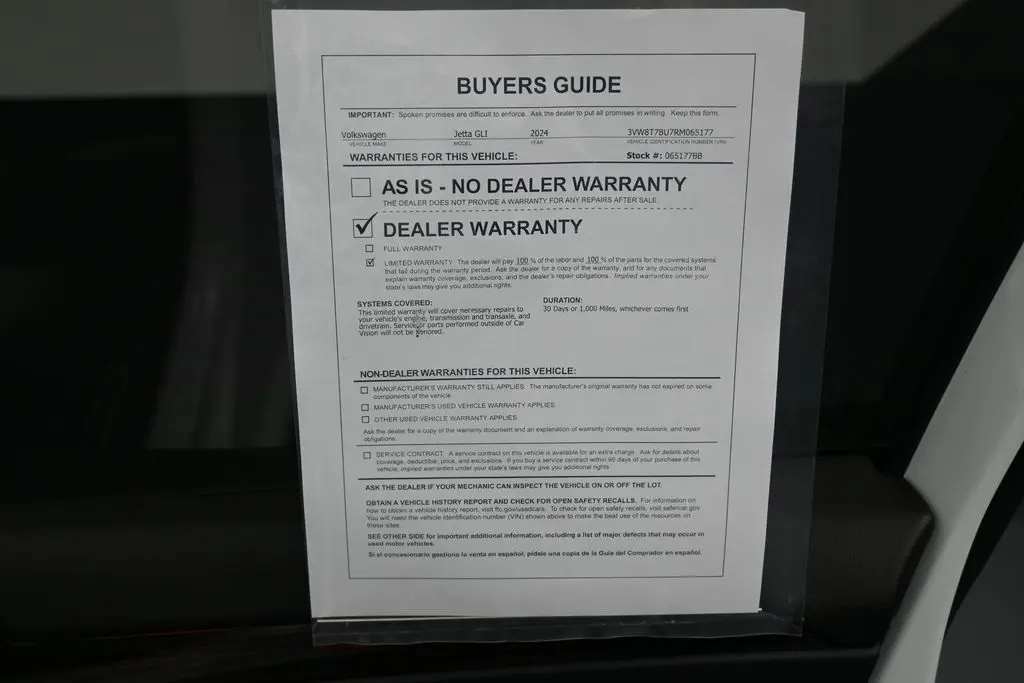 BUYERS GUIDE
IMPORTANT: Spoken promises are difficult to enforce. Ask the dealer to put all promises in writing. Keep this form.
Volkswagen Jetta GLI 2024 3VW8T7BU7RM065177
VEHICLE MAKE MODEL YEAR VEHICLE IDENTIFICATION NUMBER (VIN)
WARRANTIES FOR THIS VEHICLE: Stock #: 065177BB
AS IS - NO DEALER WARRANTY
THE DEALER DOES NOT PROVIDE A WARRANTY FOR ANY REPAIRS AFTER SALE.
DEALER WARRANTY
FULL WARRANTY
LIMITED WARRANTY. The dealer will pay 100 % of the labor and 100 % of the parts for the covered systems
that fail during the warranty period. Ask the dealer for a copy of the warranty, and for any documents that
explain warranty coverage, exclusions, and the dealer's repair obligations. Implied warranties under your
state's laws may give you additional rights.
SYSTEMS COVERED:
This limited warranty will cover necessary repairs to
your vehicle's engine, transmission and transaxle, and
drivetrain. Service or parts performed outside of Car
Vision will not be honored.
DURATION:
30 Days or 1,000 Miles, whichever comes first
NON-DEALER WARRANTIES FOR THIS VEHICLE:
MANUFACTURER'S WARRANTY STILL APPLIES. The manufacturer's original warranty has not expired on some
components of the vehicle.
MANUFACTURER'S USED VEHICLE WARRANTY APPLIES.
OTHER USED VEHICLE WARRANTY APPLIES.
Ask the dealer for a copy of the warranty document and an explanation of warranty coverage, exclusions, and repair
obligations.
SERVICE CONTRACT. A service contract on this vehicle is available for an extra charge. Ask for details about
coverage, deductible, price, and exclusions. If you buy a service contract within 90 days of your purchase of this
vehicle, implied warranties under your state's laws may give you additional rights.
ASK THE DEALER IF YOUR MECHANIC CAN INSPECT THE VEHICLE ON OR OFF THE LOT.
OBTAIN A VEHICLE HISTORY REPORT AND CHECK FOR OPEN SAFETY RECALLS. For information on
how to obtain a vehicle history report, visit ftc.gov/usedcars. To check for open safety recalls, visit safercar.gov.
You will need the vehicle identification number (VIN) shown above to make the best use of the resources on
these sites.
SEE OTHER SIDE for important additional information, including a list of major defects that may occur in
used motor vehicles.
Si el concesionario gestiona la venta en español, pídale una copia de la Guía del Comprador en español.